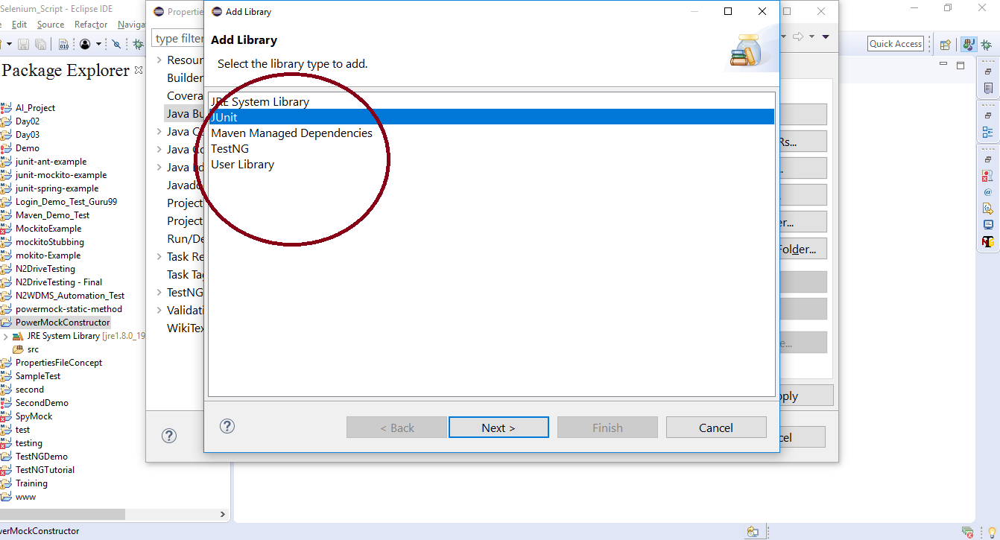 Selenium_Script - Eclipse IDE
Edit Source Refactor Naviga
Package Explorer
AI_Project
Day02
Day03
Demo
junit-ant-example
junit-mockito-example
junit-spring-example
Login_Demo_Test_Guru99
Maven_Demo_Test
MockitoExample
mockitoStubbing
mokito-Example
N2DriveTesting
N2DriveTesting - Final
N2WDMS_Automation_Test
powermock-static-method
PowerMockConstructor
JRE System Library [jre1.8.0_19
src
PropertiesFileConcept
SampleTest
second
SecondDemo
SpyMock
test
testing
TestNGDemo
TestNGTutorial
Training
www
werMockConstructor
Propertie
type filter
Resour
Builder
Covera
Java Bu
Java C
Java Co
Java Ed
Javado
Project
Project
Run/De
Task Re
Task Tag
TestNG
Validati
WikiTex
Add Library
Add Library
Select the library type to add.
JRE System Library
JUnit
Maven Managed Dependencies
TestNG
User Library
< Back
Next >
Finish
Cancel
Rs...
er...
Folder...
e...
pply
cel
Quick Access